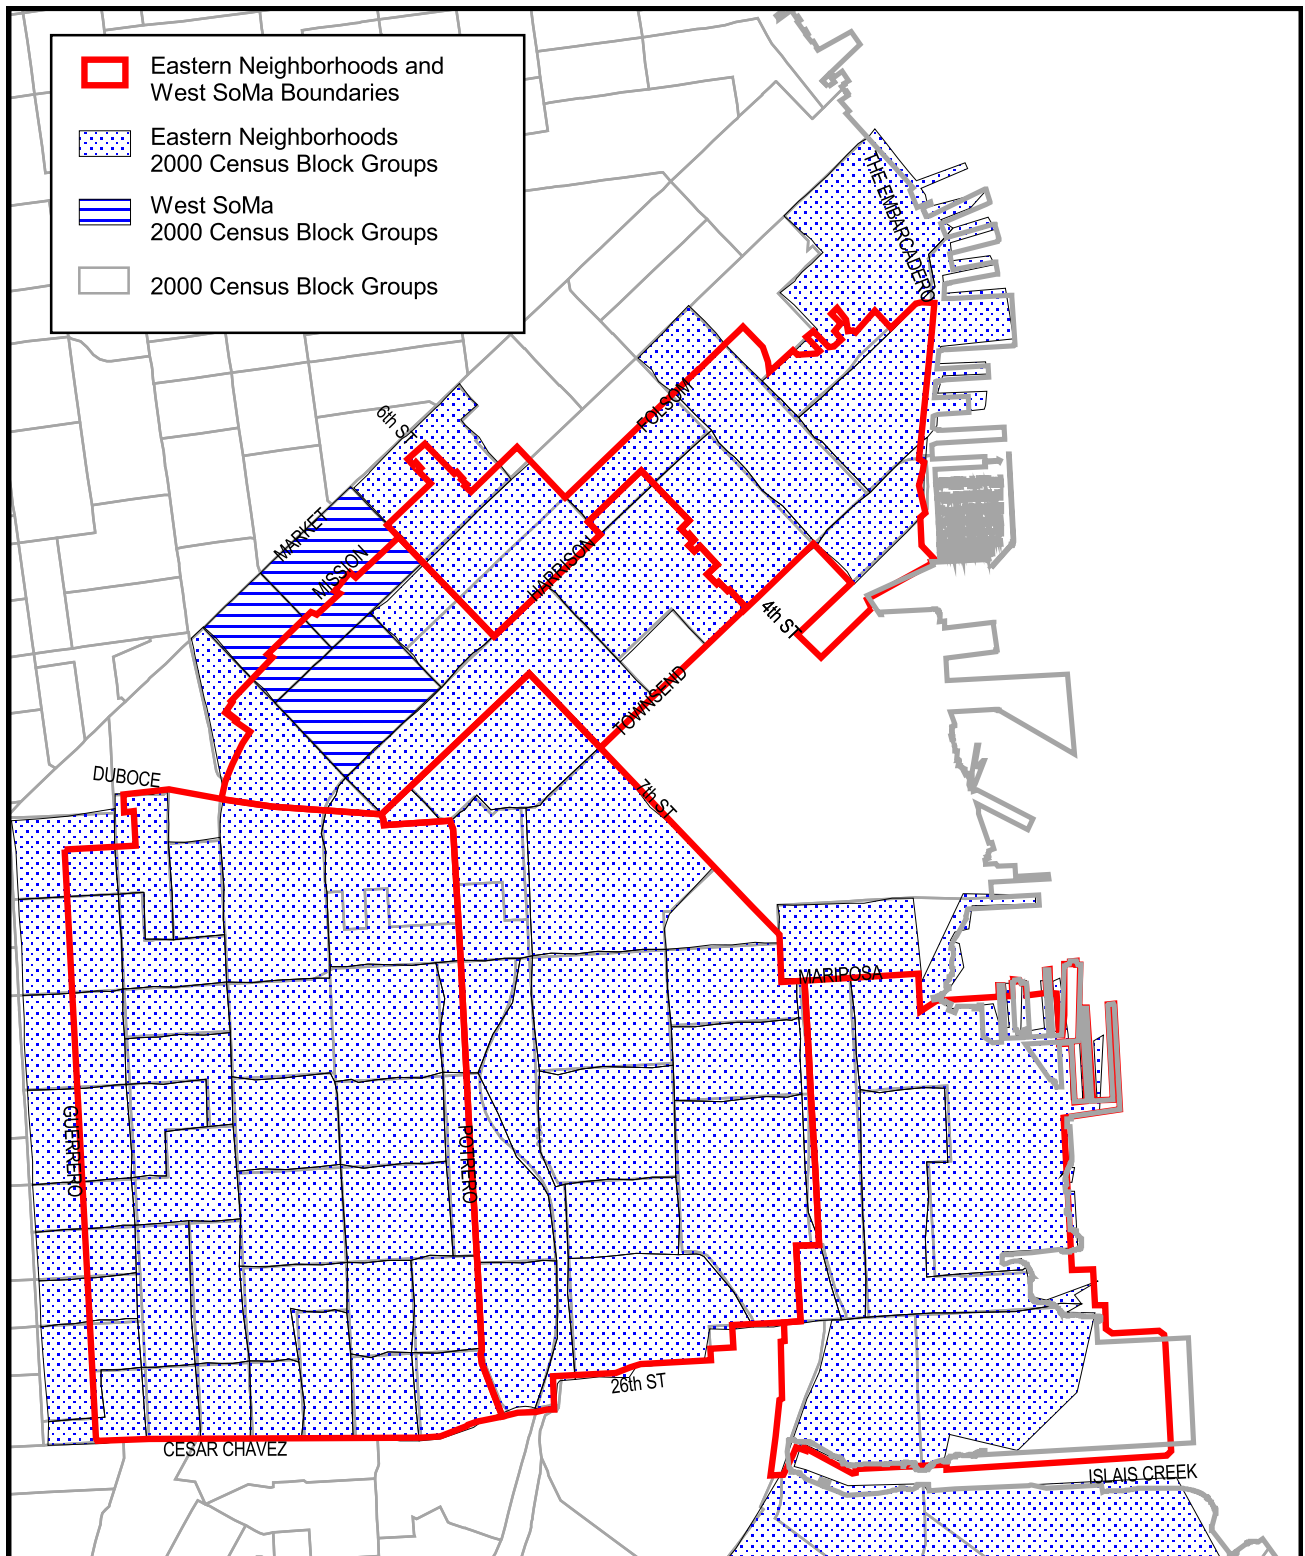 Eastern Neighborhoods and
West SoMa Boundaries
Eastern Neighborhoods
2000 Census Block Groups
West SoMa
2000 Census Block Groups
2000 Census Block Groups
THE EMBARCADERO
6th ST
FOLSOM
MARKET
MISSION
HARRISON
4th ST
TOWNSEND
DUBOCE
7th ST
MARIPOSA
GUERRERO
POTRERO
26th ST
CESAR CHAVEZ
ISLAIS CREEK